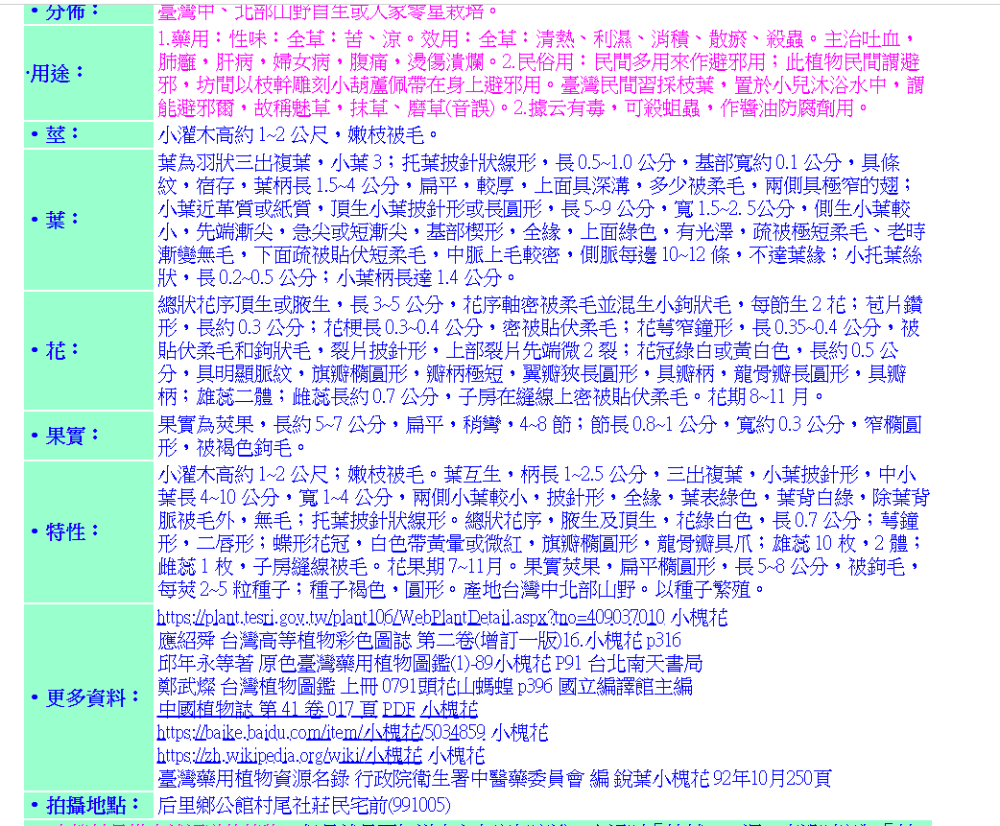 • 分佈：
臺灣中、北部山野自生或人家零星栽培。
‧用途：
1.藥用：性味：全草：苦、涼。效用：全草：清熱、利濕、消積、散瘀、殺蟲。主治吐血，
肺癰，肝病，婦女病，腹痛，燙傷潰爛。2.民俗用：民間多用來作避邪用；此植物民間謂避
邪，坊間以枝幹雕刻小葫蘆佩帶在身上避邪用。臺灣民間習採枝葉，置於小兒沐浴水中，謂
能避邪爾，故稱魅草，抹草、磨草(音誤)。2.據云有毒，可殺蛆蟲，作醬油防腐劑用。
• 莖：
小灌木高約 1~2 公尺，嫩枝被毛。
• 葉：
葉為羽狀三出複葉，小葉 3；托葉披針狀線形，長 0.5~1.0 公分，基部寬約 0.1 公分，具條
紋，宿存，葉柄長 1.5~4 公分，扁平，較厚，上面具深溝，多少被柔毛，兩側具極窄的翅；
小葉近革質或紙質，頂生小葉披針形或長圓形，長 5~9 公分，寬 1.5~2. 5公分，側生小葉較
小，先端漸尖，急尖或短漸尖，基部楔形，全緣，上面綠色，有光澤，疏被極短柔毛、老時
漸變無毛，下面疏被貼伏短柔毛，中脈上毛較密，側脈每邊 10~12 條，不達葉緣；小托葉絲
狀，長 0.2~0.5 公分；小葉柄長達 1.4 公分。
• 花：
總狀花序頂生或腋生，長 3~5 公分，花序軸密被柔毛並混生小鉤狀毛，每節生 2 花；苞片鑽
形，長約 0.3 公分；花梗長 0.3~0.4 公分，密被貼伏柔毛；花萼窄鐘形，長 0.35~0.4 公分，被
貼伏柔毛和鉤狀毛，裂片披針形，上部裂片先端微 2 裂；花冠綠白或黃白色，長約 0.5 公
分，具明顯脈紋，旗瓣橢圓形，瓣柄極短，翼瓣狹長圓形，具瓣柄，龍骨瓣長圓形，具瓣
柄；雄蕊二體；雌蕊長約 0.7 公分，子房在縫線上密被貼伏柔毛。花期 8~11 月。
• 果實：
果實為莢果，長約 5~7 公分，扁平，稍彎，4~8 節；節長 0.8~1 公分，寬約 0.3 公分，窄橢圓
形，被褐色鉤毛。
• 特性：
小灌木高約 1~2 公尺；嫩枝被毛。葉互生，柄長 1~2.5 公分，三出複葉，小葉披針形，中小
葉長 4~10 公分，寬 1~4 公分，兩側小葉較小，披針形，全緣，葉表綠色，葉背白綠，除葉背
脈被毛外，無毛；托葉披針狀線形。總狀花序，腋生及頂生，花綠白色，長 0.7 公分；萼鐘
形，二唇形；蝶形花冠，白色帶黃暈或微紅，旗瓣橢圓形，龍骨瓣具爪；雄蕊 10 枚，2 體；
雌蕊 1 枚，子房縫線被毛。花果期 7~11月。果實莢果，扁平橢圓形，長 5~8 公分，被鉤毛，
每莢 2~5 粒種子；種子褐色，圓形。產地台灣中北部山野。以種子繁殖。
• 更多資料：
https://plant.tesri.gov.tw/plant106/WebPlantDetail.aspx?tno=409037010 小槐花
應紹舜 台灣高等植物彩色圖誌 第二卷(增訂一版)16.小槐花 p316
邱年永等著 原色臺灣藥用植物圖鑑(1)-89小槐花 P91 台北南天書局
鄭武燦 台灣植物圖鑑 上冊 0791頭花山螞蝗 p396 國立編譯館主編
中國植物誌 第 41 卷 017 頁 PDF 小槐花
https://baike.baidu.com/item/小槐花/5034859 小槐花
https://zh.wikipedia.org/wiki/小槐花 小槐花
臺灣藥用植物資源名錄 行政院衛生署中醫藥委員會 編 銳葉小槐花 92年10月250頁
• 拍攝地點：
后里鄉公館村尾社莊民宅前(991005)